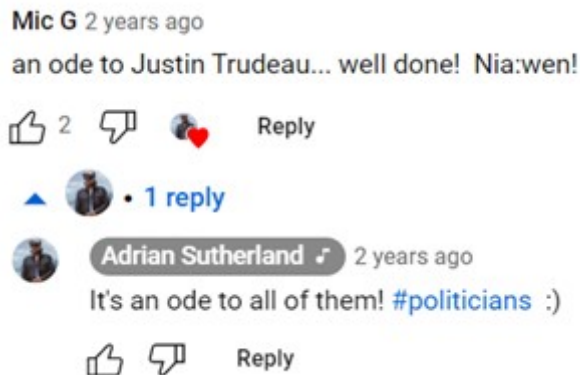 Mic G 2 years ago
an ode to Justin Trudeau... well done!  Nia:wen!
2 Reply
• 1 reply
Adrian Sutherland ♪ 2 years ago
It's an ode to all of them! #politicians  :)
Reply